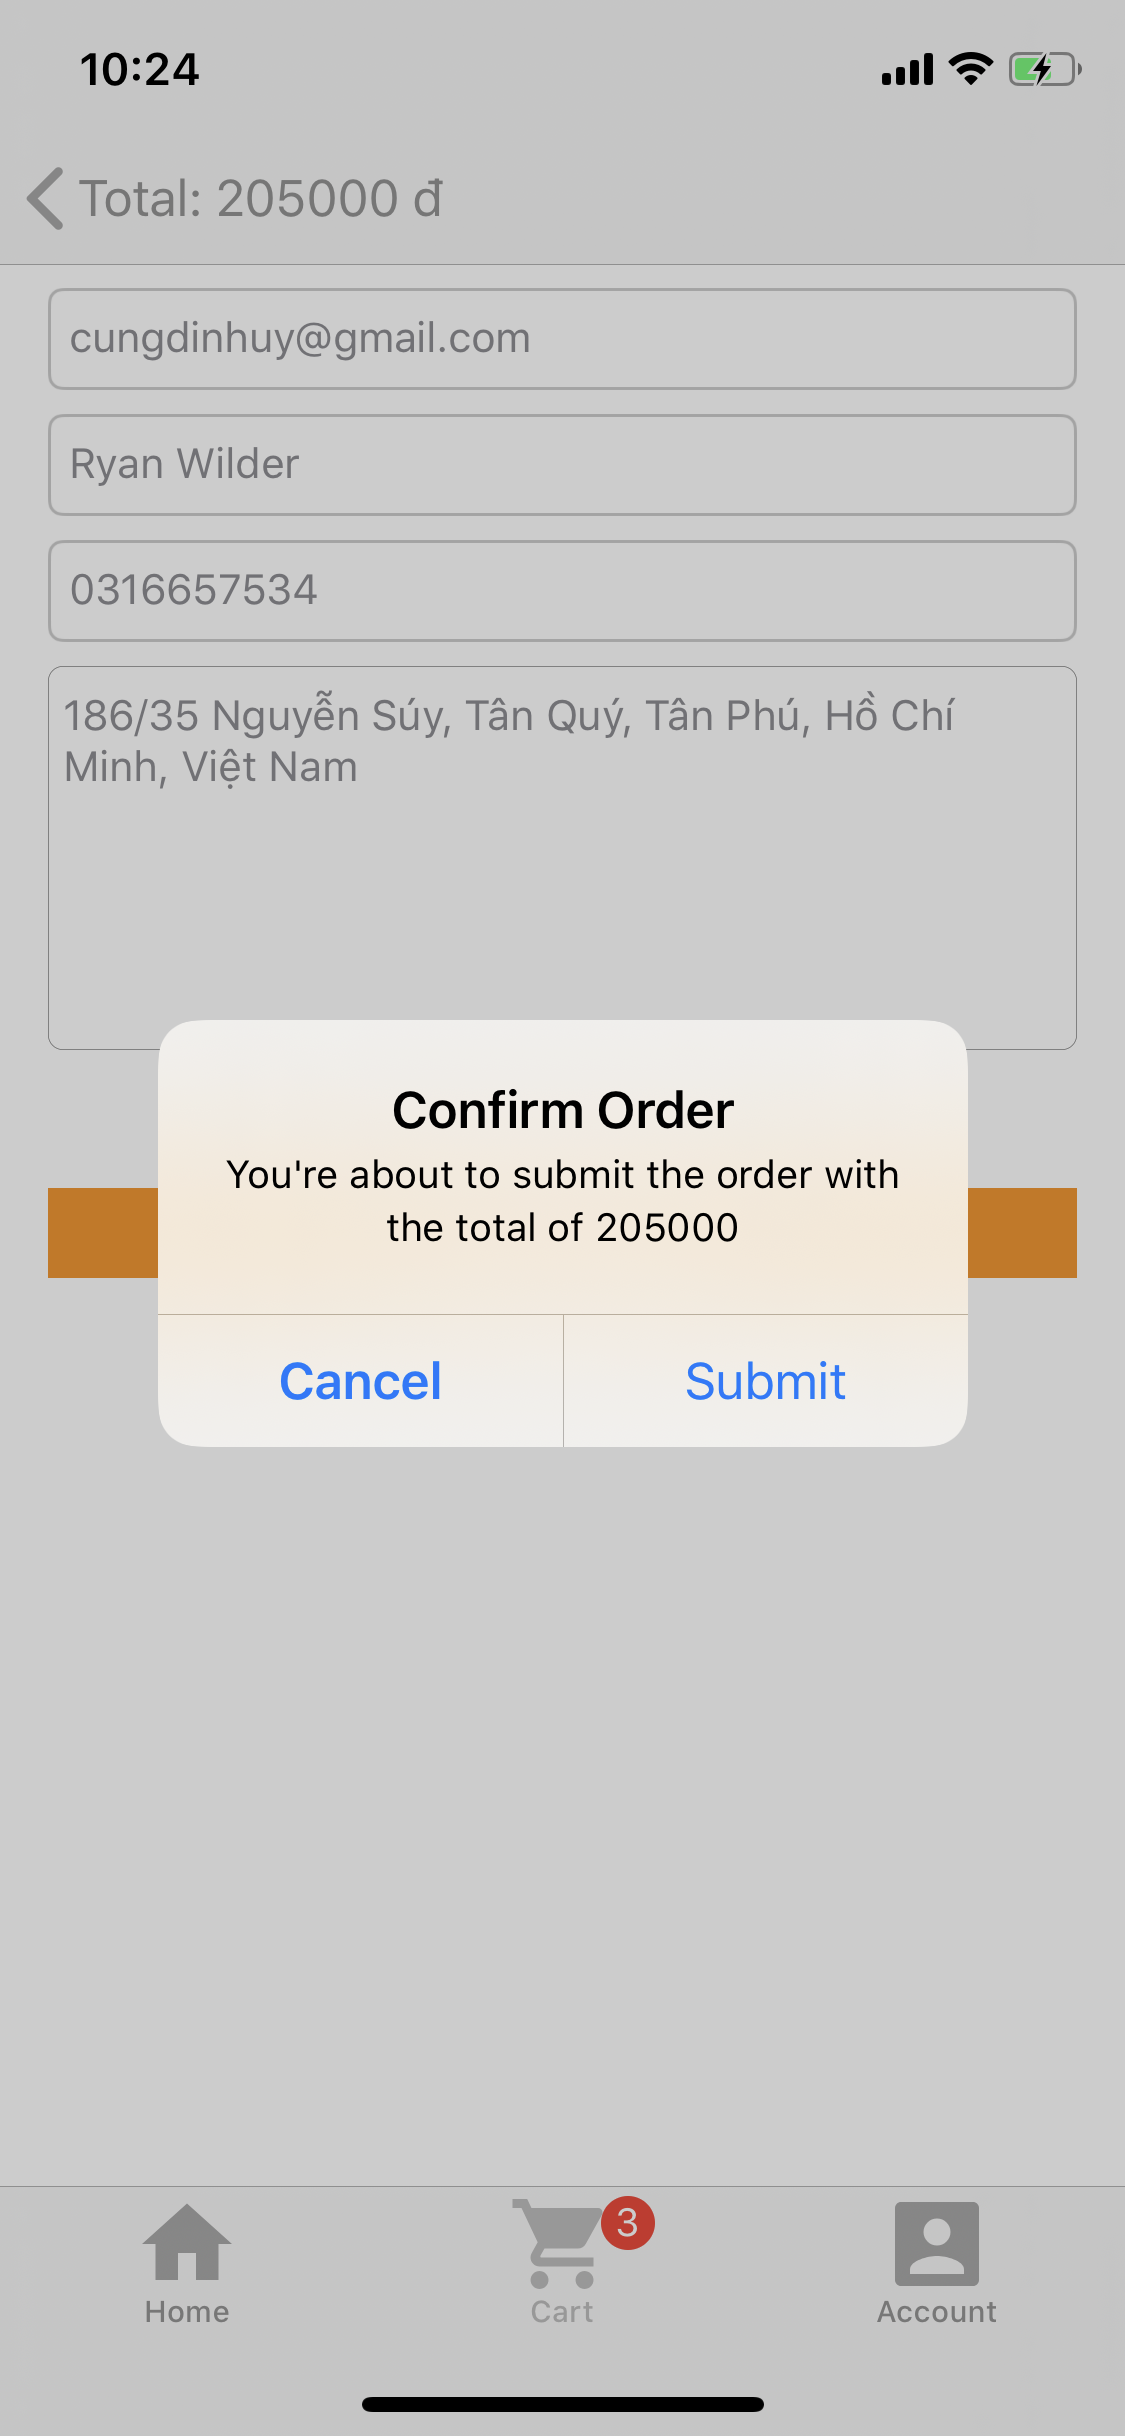 10:24
Total: 205000 đ
cungdinhuy@gmail.com
Ryan Wilder
0316657534
186/35 Nguyễn Súy, Tân Quý, Tân Phú, Hồ Chí
Minh, Việt Nam
Confirm Order
You're about to submit the order with
the total of 205000
Cancel
Submit
3
Home
Cart
Account